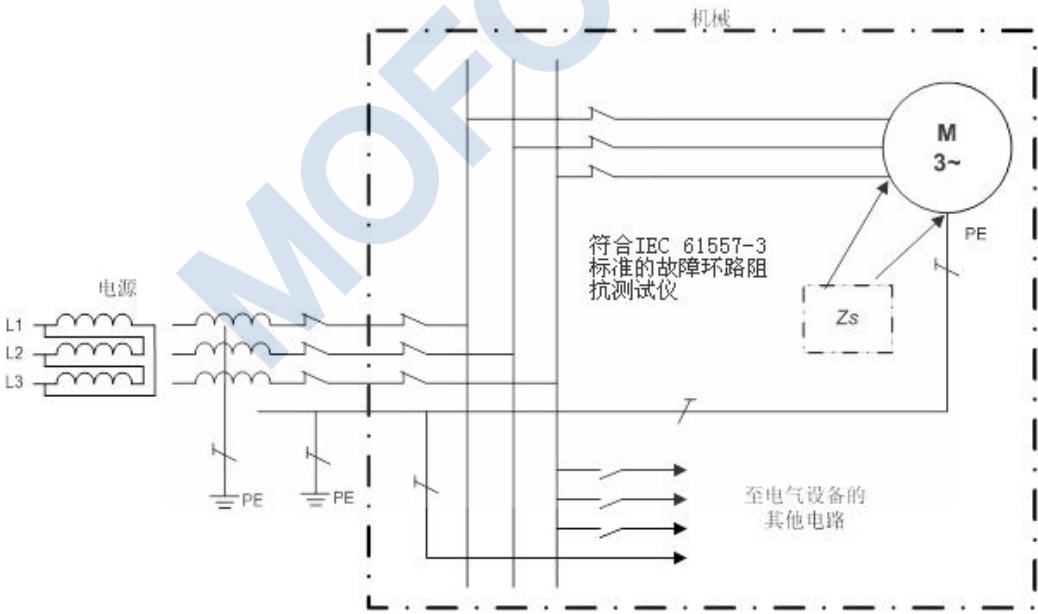 机械
M
3~
PE
符合IEC 61557-3
标准的故障环路阻
抗测试仪
Zs
电源
L1
L2
L3
PE
PE
至电气设备的
其他电路
MOFC